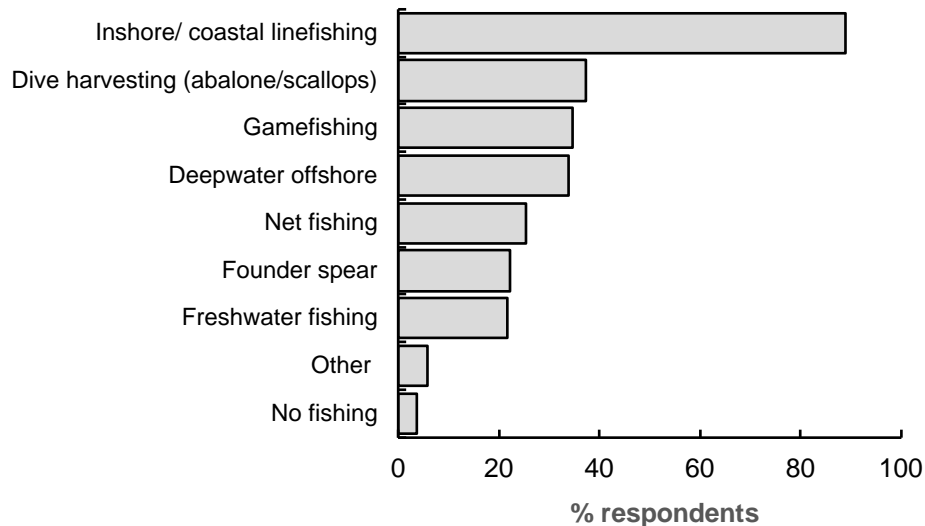 Inshore/ coastal linefishing
Dive harvesting (abalone/scallops)
Gamefishing
Deepwater offshore
Net fishing
Founder spear
Freshwater fishing
Other
No fishing
0 20 40 60 80 100
% respondents